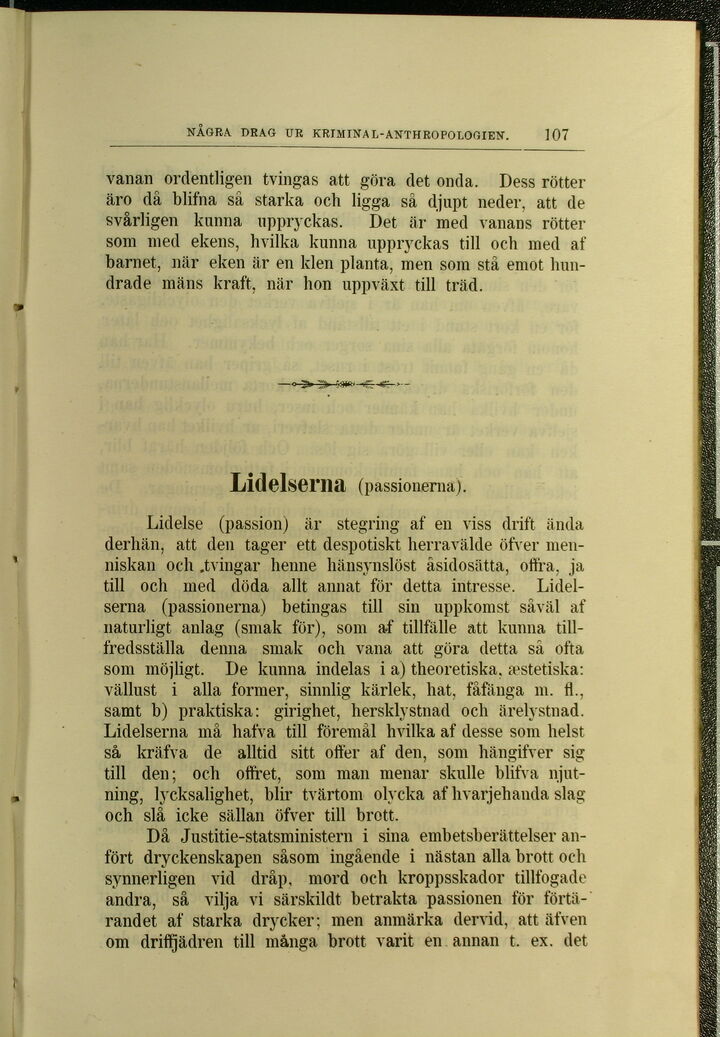 NÅGRA DRAG UR KRIMINAL-ANTHROPOLOGIEN. 107
vanan ordentligen tvingas att göra det onda. Dess rötter
äro då blifna så starka och ligga så djupt neder, att de
svårligen kunna uppryckas. Det är med vanans rötter
som med ekens, hvilka kunna uppryckas till och med af
barnet, när eken är en klen planta, men som stå emot hun-
drade mäns kraft, när hon uppväxt till träd.
Lidelserna (passionerna).
Lidelse (passion) är stegring af en viss drift ända
derhän, att den tager ett despotiskt herravälde öfver men-
niskan och tvingar henne hänsynslöst åsidosätta, offra, ja
till och med döda allt annat för detta intresse. Lidel-
serna (passionerna) betingas till sin uppkomst såväl af
naturligt anlag (smak för), som af tillfälle att kunna till-
fredsställa denna smak och vana att göra detta så ofta
som möjligt. De kunna indelas i a) theoretiska, æstetiska:
vällust i alla former, sinnlig kärlek, hat, fåfänga m. fl.,
samt b) praktiska: girighet, hersklystnad och ärelystnad.
Lidelserna må hafva till föremål hvilka af desse som helst
så kräfva de alltid sitt offer af den, som hängifver sig
till den; och offret, som man menar skulle blifva njut-
ning, lycksalighet, blir tvärtom olycka af hvarjehanda slag
och slå icke sällan öfver till brott.
Då Justitie-statsministern i sina embetsberättelser an-
fört dryckenskapen såsom ingående i nästan alla brott och
synnerligen vid dråp, mord och kroppsskador tillfogade
andra, så vilja vi särskildt betrakta passionen för förtä-
randet af starka drycker; men anmärka dervid, att äfven
om driffjädren till många brott varit en annan t. ex. det